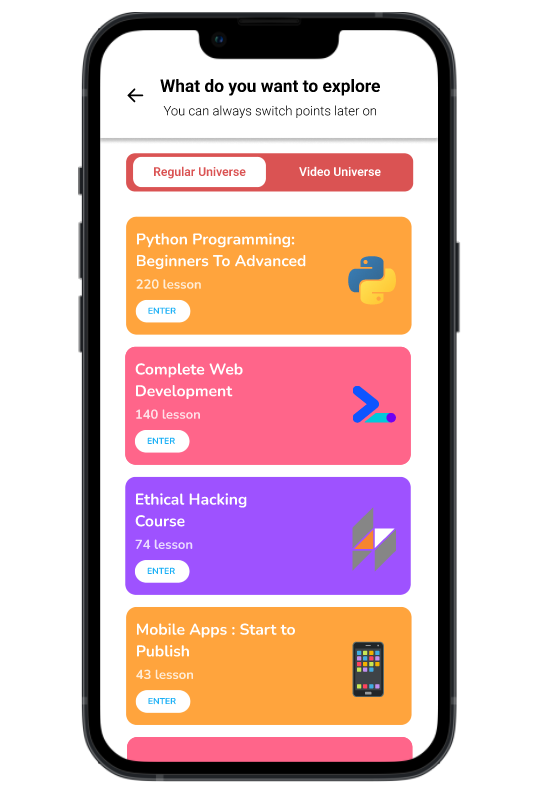 What do you want to explore
You can always switch points later on
Regular Universe
Video Universe
Python Programming:
Beginners To Advanced
220 lesson
ENTER
Complete Web
Development
140 lesson
ENTER
Ethical Hacking
Course
74 lesson
ENTER
Mobile Apps : Start to
Publish
43 lesson
ENTER